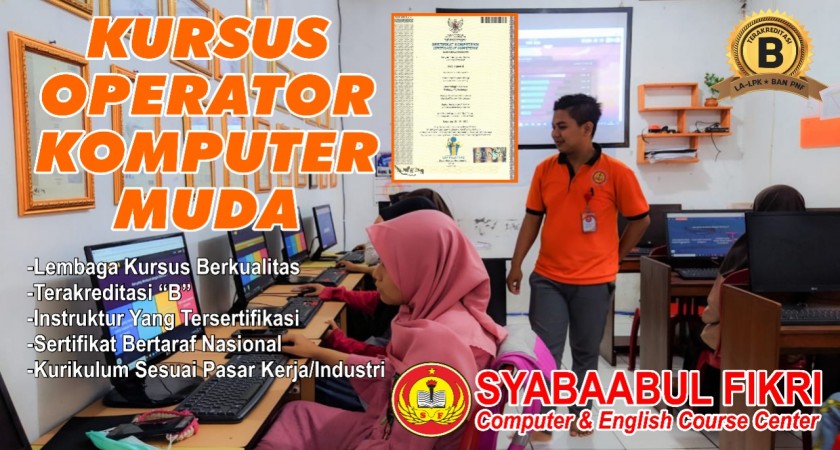 KURSUS
OPERATOR
KOMPUTER
MUDA
-Lembaga Kursus Berkualitas
-Terakreditasi “B”
-Instruktur Yang Tersertifikasi
-Sertifikat Bertaraf Nasional
-Kurikulum Sesuai Pasar Kerja/Industri
TERAKREDITASI
B
LA-LPK ★ BAN PNF
SVF
SYABAABUL FIKRI
Computer & English Course Center